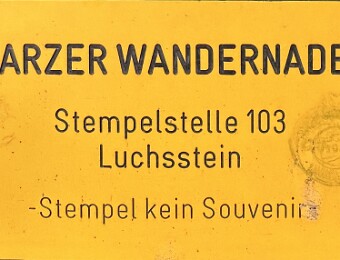 ARZER WANDERNADE
Stempelstelle 103
Luchsstein
-Stempel kein Souvenir